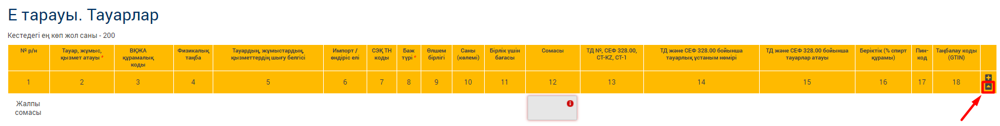 Е тарауы. Тауарлар
Кестедегі ең көп жол саны - 200
№ р/н
Тауар, жұмыс,
қызмет атауы *
ВҚЖА
құрамалық
коды
Физикалық
таңба
Тауардың, жұмыстардың,
қызметтердің шығу белгісі
Импорт /
өндіріс елі
СЭҚ ТН
коды
Баж
түрі *
Өлшем
бірлігі
Саны
(көлемі)
Бірлік үшін
бағасы
Сомасы
ТД №, СЕФ 328.00,
СТ-KZ, СТ-1
ТД және СЕФ 328.00 бойынша
тауарлық ұстаным нөмірі
ТД және СЕФ 328.00 бойынша
тауарлар атауы
Беріктік (% спирт
құрамы)
Пин-
код
Таңбалау коды
(GTIN)
1 2 3 4 5 6 7 8 9 10 11 12 13 14 15 16 17 18
Жалпы
сомасы